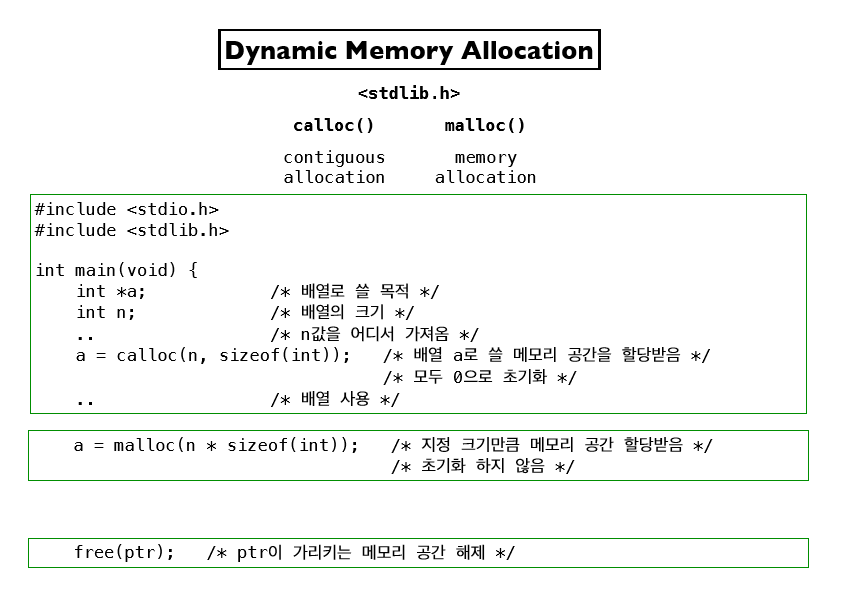 Dynamic Memory Allocation
<stdlib.h>
calloc() malloc()
contiguous memory
allocation allocation
#include <stdio.h>
#include <stdlib.h>
int main(void) {
int *a; /* 배열로 쓸 목적 */
int n; /* 배열의 크기 */
.. /* n값을 어디서 가져옴 */
a = calloc(n, sizeof(int)); /* 배열 a로 쓸 메모리 공간을 할당받음 */
/* 모두 0으로 초기화 */
.. /* 배열 사용 */
a = malloc(n * sizeof(int)); /* 지정 크기만큼 메모리 공간 할당받음 */
/* 초기화 하지 않음 */
free(ptr); /* ptr이 가리키는 메모리 공간 해제 */